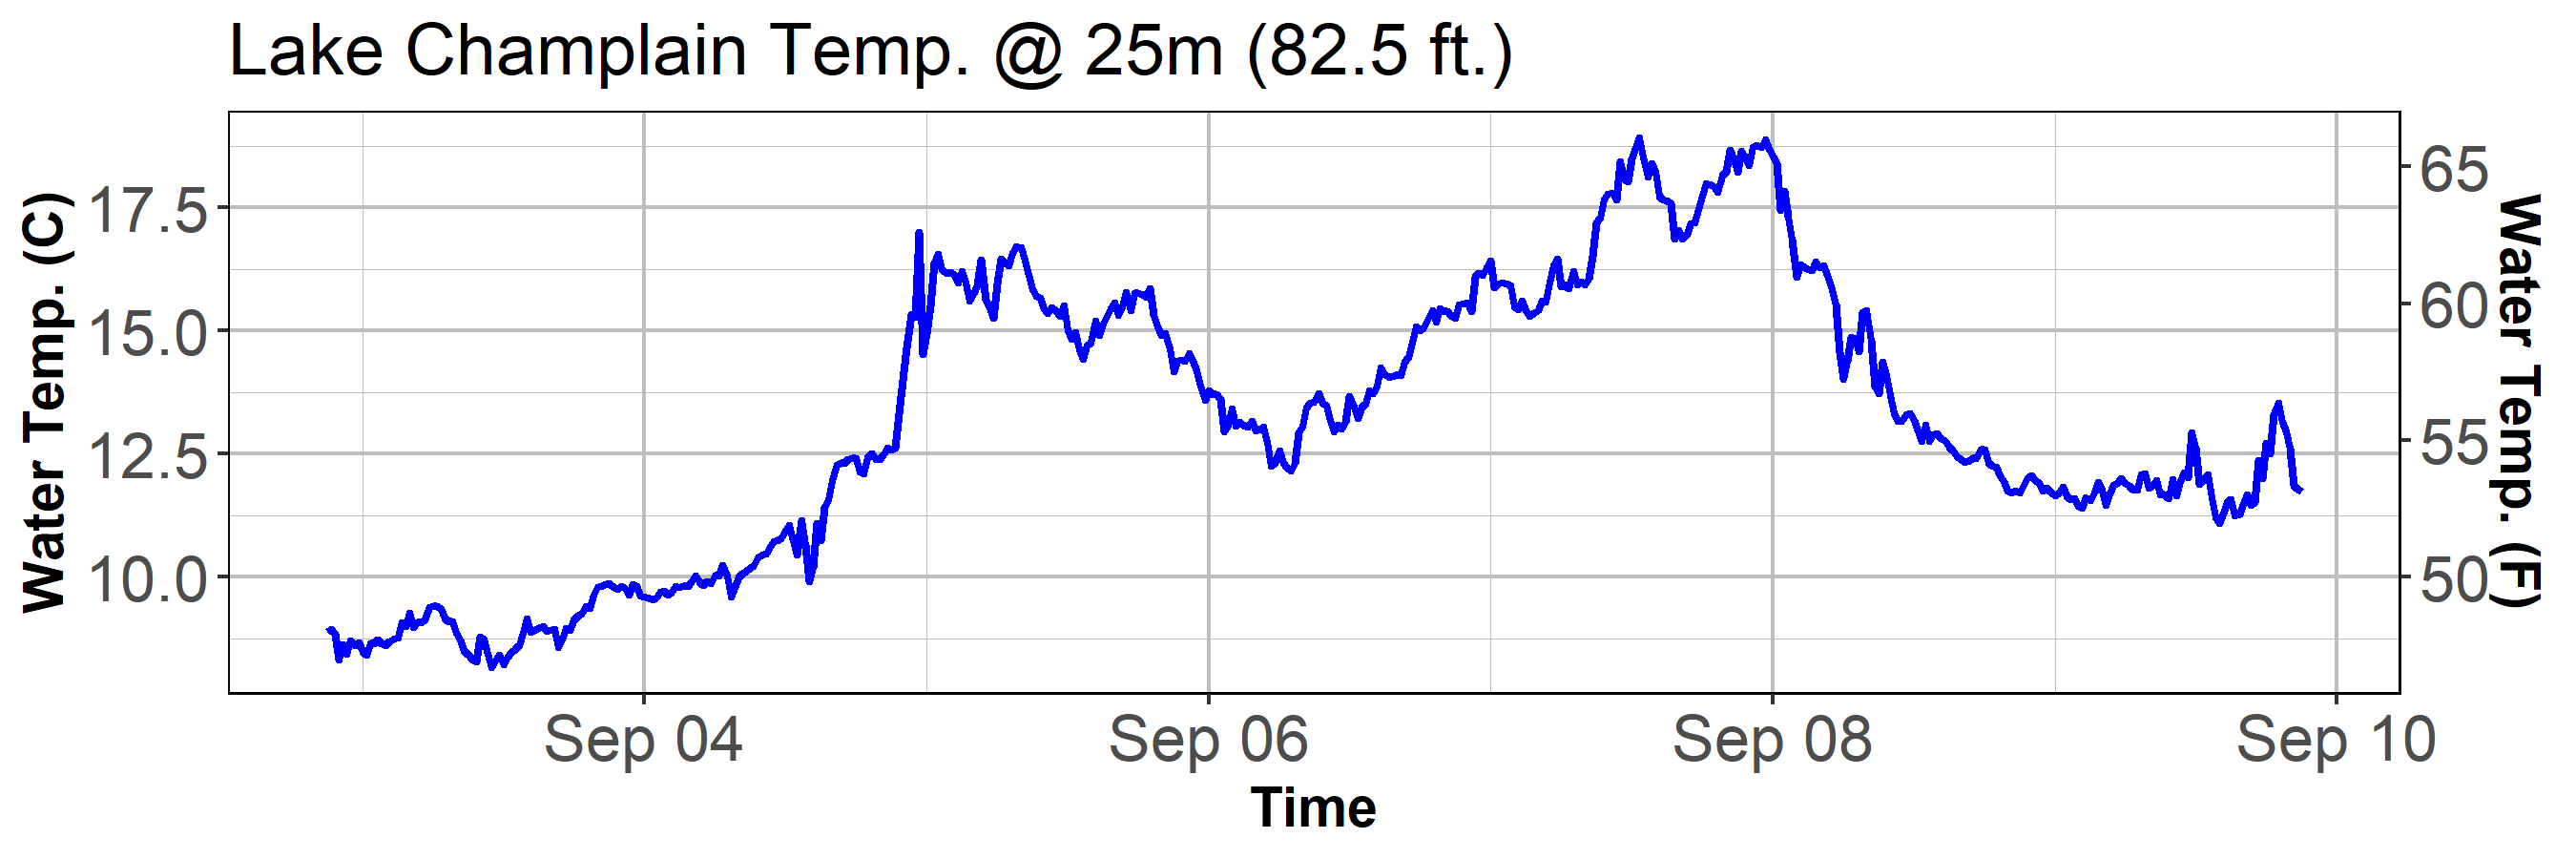 Lake Champlain Temp. @ 25m (82.5 ft.)
Water Temp. (C)
17.5
15.0
12.5
10.0
65
60
55
50
Water Temp. (F)
Sep 04
Sep 06
Sep 08
Sep 10
Time